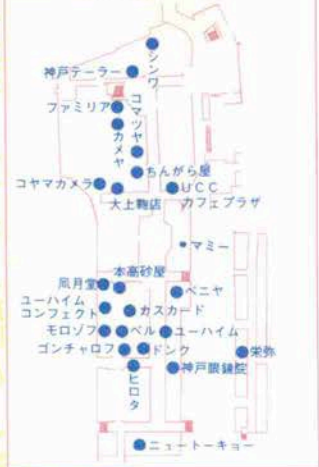 シンワ
神戸テーラー
ファミリア
コマツヤ
カメヤ
ちんがら屋
コヤマカメラ
大上鞄店
UCC
カフェプラザ
マミー
本高砂屋
凮月堂
ベニヤ
ユーハイム
コンフェクト
カスカード
モロゾフ
ベル
ユーハイム
ゴンチャロフ
ドンク
栄弥
ヒロタ
神戸眼鏡院
ニュートーキョー